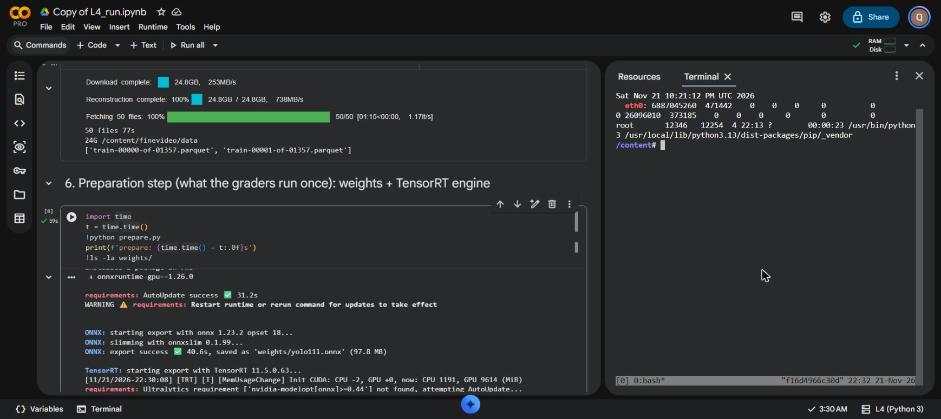 CO PRO
Copy of L4_run.ipynb
File Edit View Insert Runtime Tools Help
Share
Q
Commands + Code + Text Run all
RAM
Disk
Download complete: 24.8GB, 253MB/s
Reconstruction complete: 100% 24.8GB / 24.8GB, 738MB/s
Fetching 50 files: 100% 50/50 [01:15<00:00, 1.17it/s]
50 files 77s
24G /content/finevideo/data
['train-00000-of-01357.parquet', 'train-00001-of-01357.parquet']
6. Preparation step (what the graders run once): weights + TensorRT engine
59s
import time
t = time.time()
!python prepare.py
print(f'prepare: {time.time() - t:.0f}s')
!ls -la weights/
+ onnxruntime-gpu==1.26.0
requirements: AutoUpdate success ✅ 31.2s
WARNING ⚠️ requirements: Restart runtime or rerun command for updates to take effect
ONNX: starting export with onnx 1.23.2 opset 18...
ONNX: slimming with onnxslim 0.1.99...
ONNX: export success ✅ 40.6s, saved as 'weights/yolo11l.onnx' (97.8 MB)
TensorRT: starting export with TensorRT 11.5.0.63...
[11/21/2026-22:30:08] [TRT] [I] [MemUsageChange] Init CUDA: CPU -2, GPU +0, now: CPU 1191, GPU 9614 (MiB)
requirements: Ultralytics requirement ['nvidia-modelopt[onnx]>=0.44'] not found, attempting AutoUpdate...
Resources Terminal
Sat Nov 21 10:21:12 PM UTC 2026
eth0: 6887045260 471442 0 0 0 0 0
0 26096010 373185 0 0 0 0 0 0
root 12346 12254 4 22:13 ? 00:00:23 /usr/bin/python
3 /usr/local/lib/python3.13/dist-packages/pip/_vendor
/content#
[0] 0:bash* "f16d4966c30d" 22:32 21-Nov-26
Variables Terminal
3:30 AM L4 (Python 3)